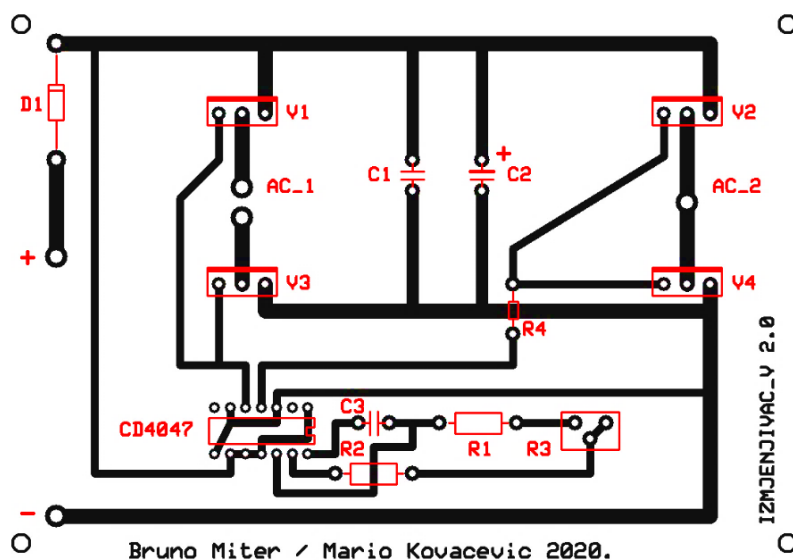 D1
V1
V2
AC_1
C1
+
C2
AC_2
+
V3
V4
R4
CD4047
C3
R2
R1
R3
-
IZMJENJIVAC_V 2.0
Bruno Miter / Mario Kovacevic 2020.